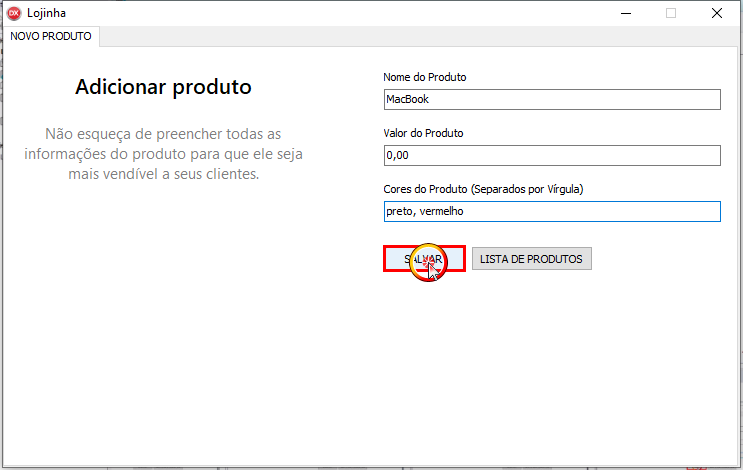 DX Lojinha
NOVO PRODUTO
Adicionar produto
Não esqueça de preencher todas as
informações do produto para que ele seja
mais vendível a seus clientes.
Nome do Produto
MacBook
Valor do Produto
0,00
Cores do Produto (Separados por Vírgula)
preto, vermelho
SALVAR
LISTA DE PRODUTOS